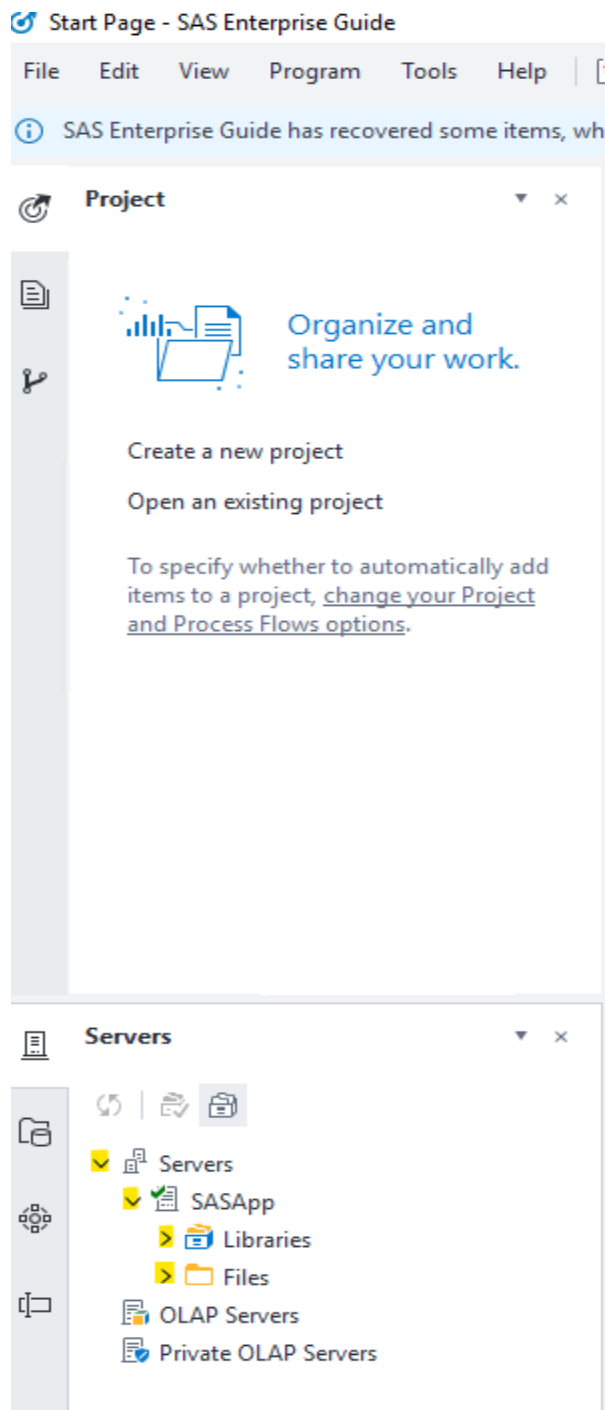 Start Page - SAS Enterprise Guide
File Edit View Program Tools Help
SAS Enterprise Guide has recovered some items, wh
Project
Organize and
share your work.
Create a new project
Open an existing project
To specify whether to automatically add
items to a project, change your Project
and Process Flows options.
Servers
Servers
SASApp
Libraries
Files
OLAP Servers
Private OLAP Servers